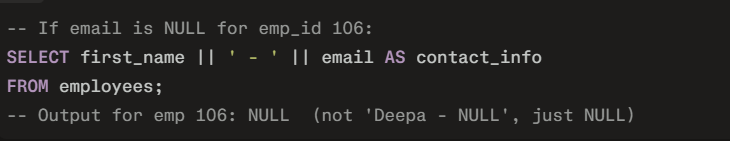 -- If email is NULL for emp_id 106:
SELECT first_name || ' - ' || email AS contact_info
FROM employees;
-- Output for emp 106: NULL  (not 'Deepa - NULL', just NULL)